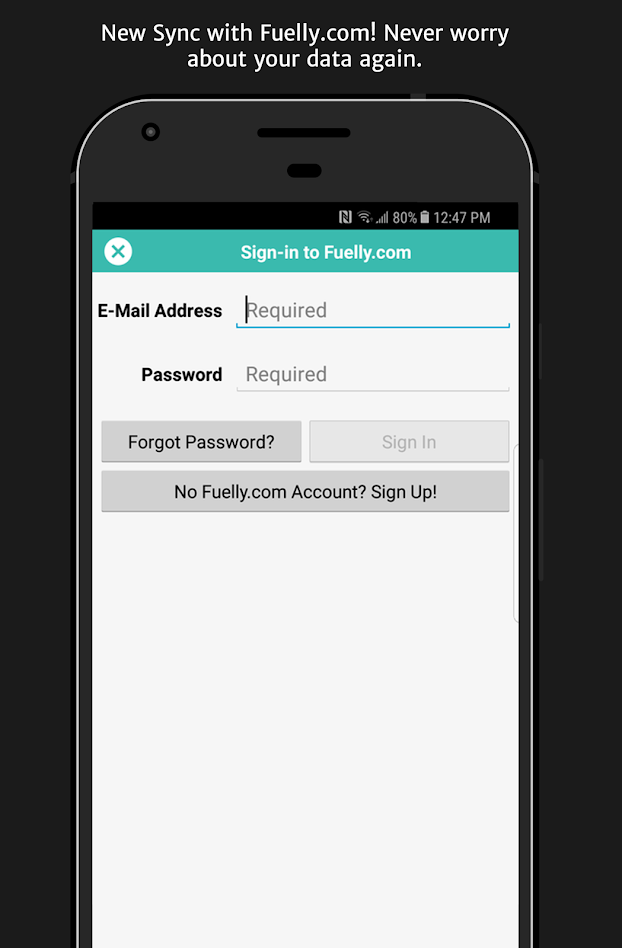 New Sync with Fuelly.com! Never worry
about your data again.
80% 12:47 PM
Sign-in to Fuelly.com
E-Mail Address Required
Password Required
Forgot Password? Sign In
No Fuelly.com Account? Sign Up!